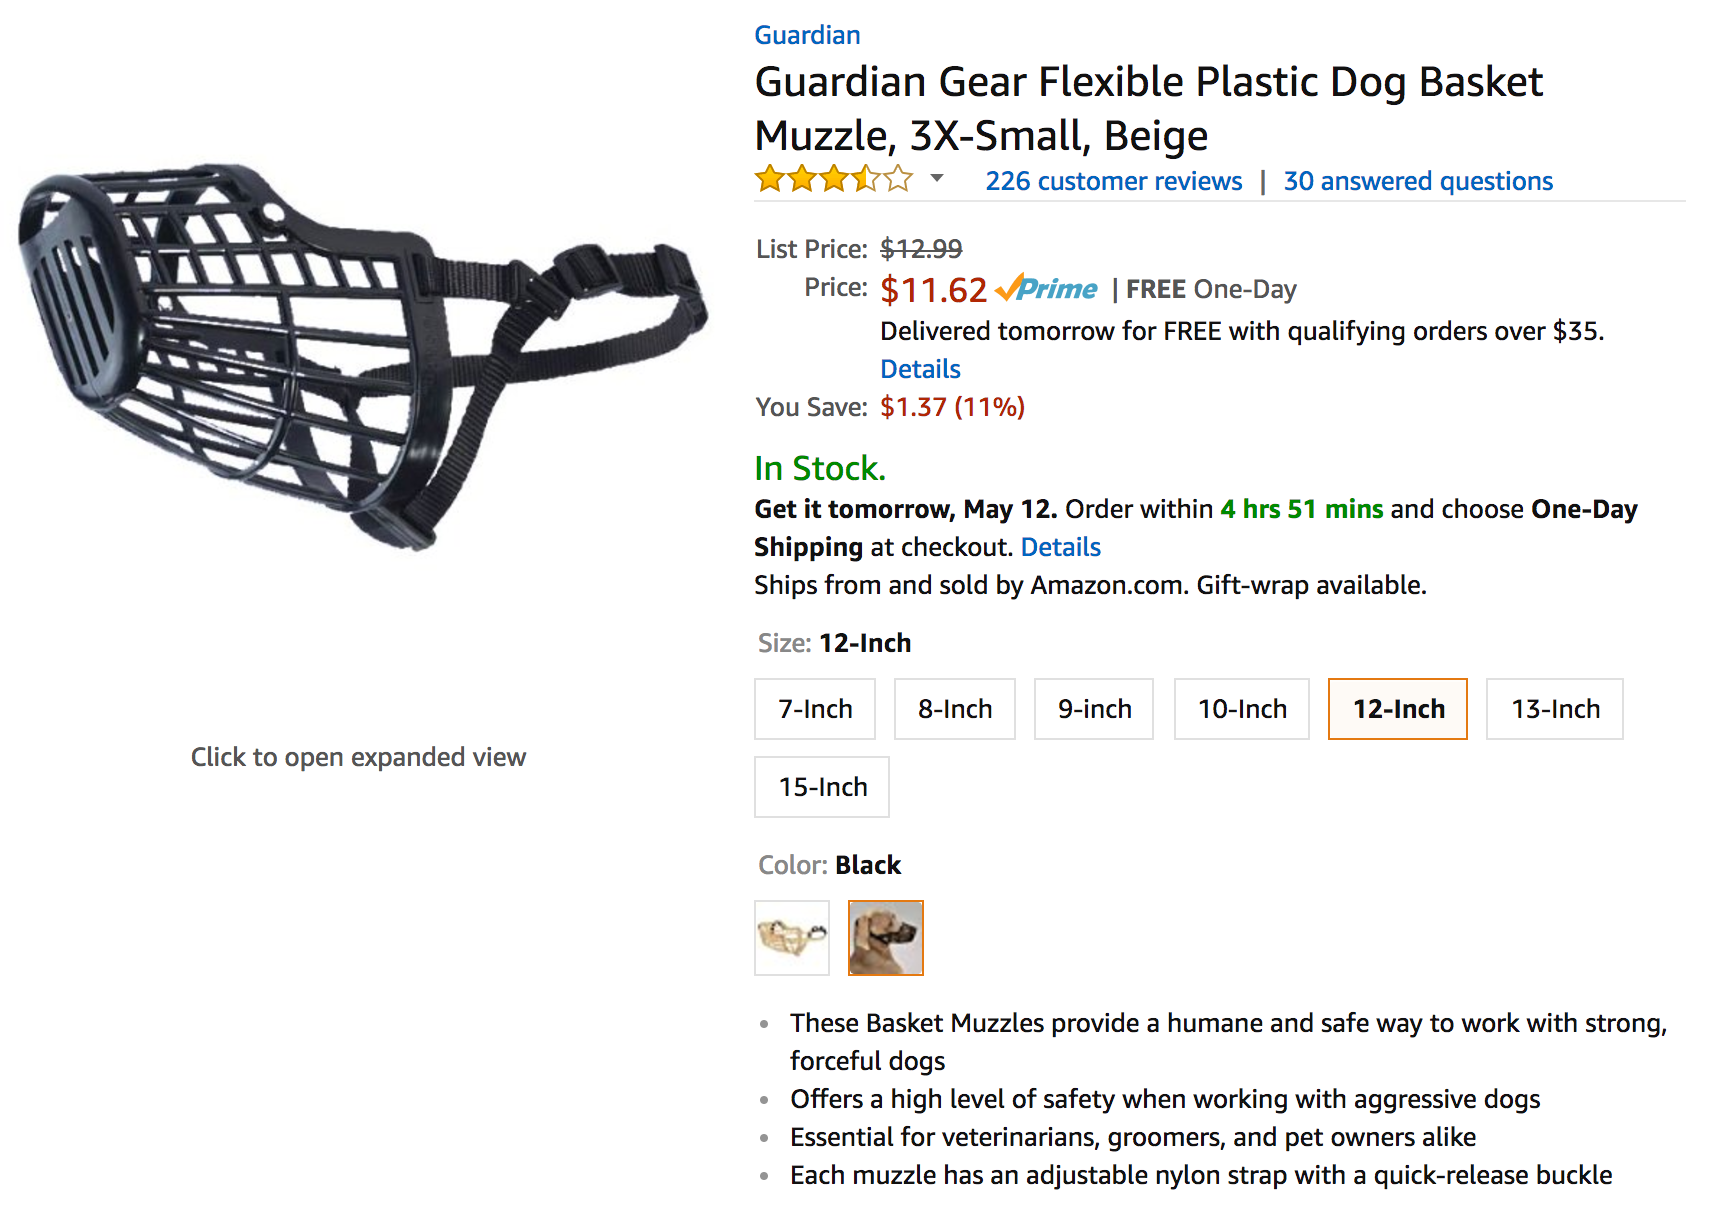 Guardian
Guardian Gear Flexible Plastic Dog Basket
Muzzle, 3X-Small, Beige
226 customer reviews | 30 answered questions
List Price: $12.99
Price: $11.62 Prime | FREE One-Day
Delivered tomorrow for FREE with qualifying orders over $35.
Details
You Save: $1.37 (11%)
In Stock.
Get it tomorrow, May 12. Order within 4 hrs 51 mins and choose One-Day
Shipping at checkout. Details
Ships from and sold by Amazon.com. Gift-wrap available.
Size: 12-Inch
7-Inch 8-Inch 9-inch 10-Inch 12-Inch 13-Inch
15-Inch
Click to open expanded view
Color: Black
These Basket Muzzles provide a humane and safe way to work with strong,
forceful dogs
Offers a high level of safety when working with aggressive dogs
Essential for veterinarians, groomers, and pet owners alike
Each muzzle has an adjustable nylon strap with a quick-release buckle